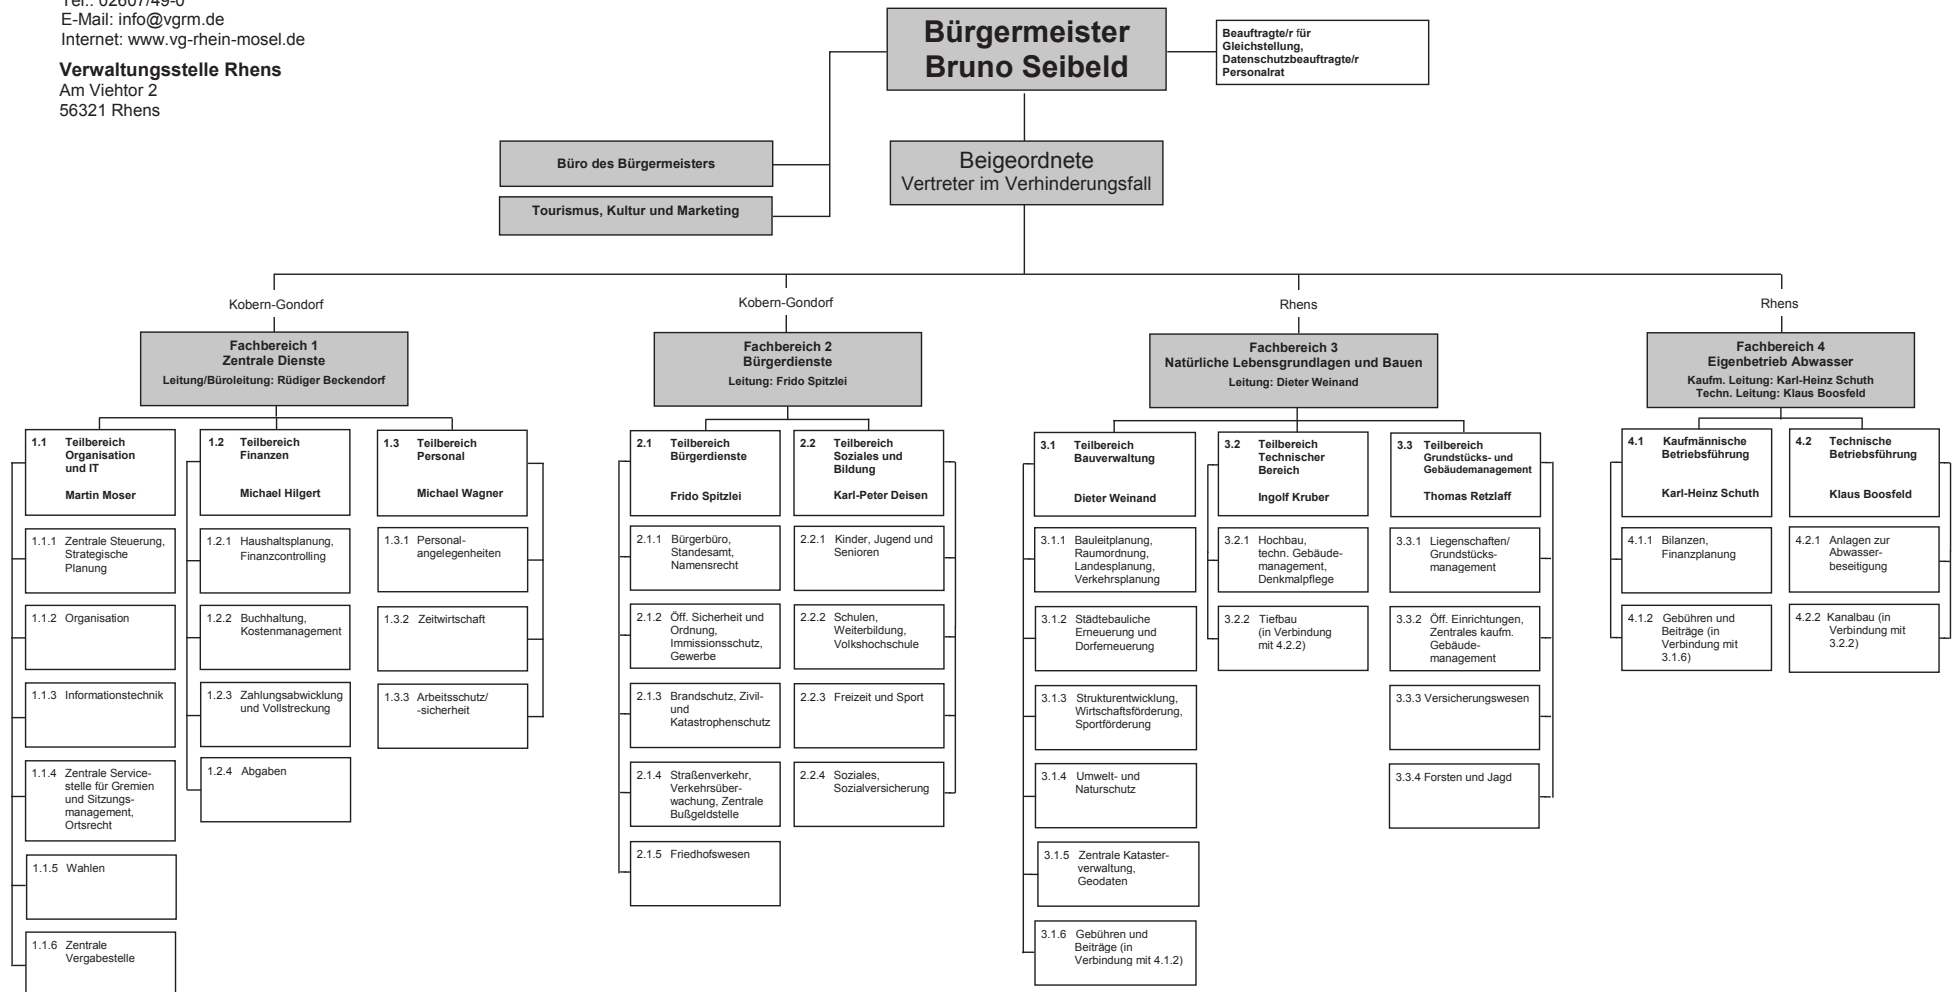 Tel.: 02607/49-0
E-Mail: info@vgrm.de
Internet: www.vg-rhein-mosel.de
Verwaltungsstelle Rhens
Am Viehtor 2
56321 Rhens
Bürgermeister
Bruno Seibeld
Beauftragte/r für
Gleichstellung,
Datenschutzbeauftragte/r
Personalrat
Büro des Bürgermeisters
Tourismus, Kultur und Marketing
Beigeordnete
Vertreter im Verhinderungsfall
Kobern-Gondorf
Fachbereich 1
Zentrale Dienste
Leitung/Büroleitung: Rüdiger Beckendorf
1.1 Teilbereich
Organisation
und IT
Martin Moser
1.1.1 Zentrale Steuerung,
Strategische
Planung
1.1.2 Organisation
1.1.3 Informationstechnik
1.1.4 Zentrale Service-
stelle für Gremien
und Sitzungs-
management,
Ortsrecht
1.1.5 Wahlen
1.1.6 Zentrale
Vergabestelle
1.2 Teilbereich
Finanzen
Michael Hilgert
1.2.1 Haushaltsplanung,
Finanzcontrolling
1.2.2 Buchhaltung,
Kostenmanagement
1.2.3 Zahlungsabwicklung
und Vollstreckung
1.2.4 Abgaben
1.3 Teilbereich
Personal
Michael Wagner
1.3.1 Personal-
angelegenheiten
1.3.2 Zeitwirtschaft
1.3.3 Arbeitsschutz/
-sicherheit
Kobern-Gondorf
Fachbereich 2
Bürgerdienste
Leitung: Frido Spitzlei
2.1 Teilbereich
Bürgerdienste
Frido Spitzlei
2.1.1 Bürgerbüro,
Standesamt,
Namensrecht
2.1.2 Öff. Sicherheit und
Ordnung,
Immissionsschutz,
Gewerbe
2.1.3 Brandschutz, Zivil-
und
Katastrophenschutz
2.1.4 Straßenverkehr,
Verkehrsüber-
wachung, Zentrale
Bußgeldstelle
2.1.5 Friedhofswesen
2.2 Teilbereich
Soziales und
Bildung
Karl-Peter Deisen
2.2.1 Kinder, Jugend und
Senioren
2.2.2 Schulen,
Weiterbildung,
Volkshochschule
2.2.3 Freizeit und Sport
2.2.4 Soziales,
Sozialversicherung
Rhens
Fachbereich 3
Natürliche Lebensgrundlagen und Bauen
Leitung: Dieter Weinand
3.1 Teilbereich
Bauverwaltung
Dieter Weinand
3.1.1 Bauleitplanung,
Raumordnung,
Landesplanung,
Verkehrsplanung
3.1.2 Städtebauliche
Erneuerung und
Dorferneuerung
3.1.3 Strukturentwicklung,
Wirtschaftsförderung,
Sportförderung
3.1.4 Umwelt- und
Naturschutz
3.1.5 Zentrale Kataster-
verwaltung,
Geodaten
3.1.6 Gebühren und
Beiträge (in
Verbindung mit 4.1.2)
3.2 Teilbereich
Technischer
Bereich
Ingolf Kruber
3.2.1 Hochbau,
techn. Gebäude-
management,
Denkmalpflege
3.2.2 Tiefbau
(in Verbindung
mit 4.2.2)
3.3 Teilbereich
Grundstücks- und
Gebäudemanagement
Thomas Retzlaff
3.3.1 Liegenschaften/
Grundstücks-
management
3.3.2 Öff. Einrichtungen,
Zentrales kaufm.
Gebäude-
management
3.3.3 Versicherungswesen
3.3.4 Forsten und Jagd
Rhens
Fachbereich 4
Eigenbetrieb Abwasser
Kaufm. Leitung: Karl-Heinz Schuth
Techn. Leitung: Klaus Boosfeld
4.1 Kaufmännische
Betriebsführung
Karl-Heinz Schuth
4.1.1 Bilanzen,
Finanzplanung
4.1.2 Gebühren und
Beiträge (in
Verbindung mit
3.1.6)
4.2 Technische
Betriebsführung
Klaus Boosfeld
4.2.1 Anlagen zur
Abwasser-
beseitigung
4.2.2 Kanalbau (in
Verbindung mit
3.2.2)